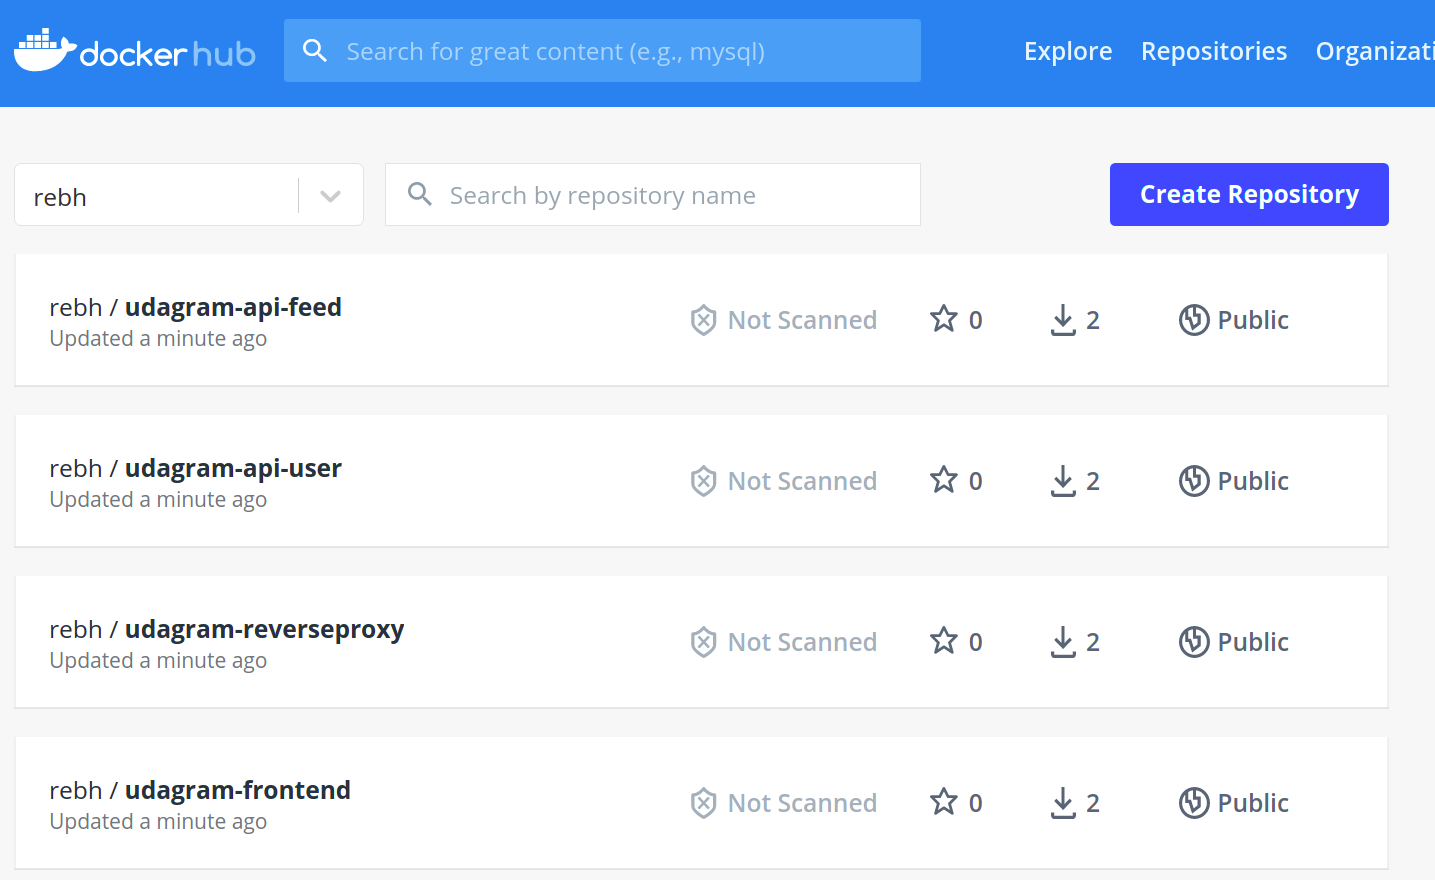 docker hub
Search for great content (e.g., mysql)
Explore Repositories Organizati
rebh
Search by repository name
Create Repository
rebh / udagram-api-feed
Updated a minute ago
Not Scanned 0 2 Public
rebh / udagram-api-user
Updated a minute ago
Not Scanned 0 2 Public
rebh / udagram-reverseproxy
Updated a minute ago
Not Scanned 0 2 Public
rebh / udagram-frontend
Updated a minute ago
Not Scanned 0 2 Public